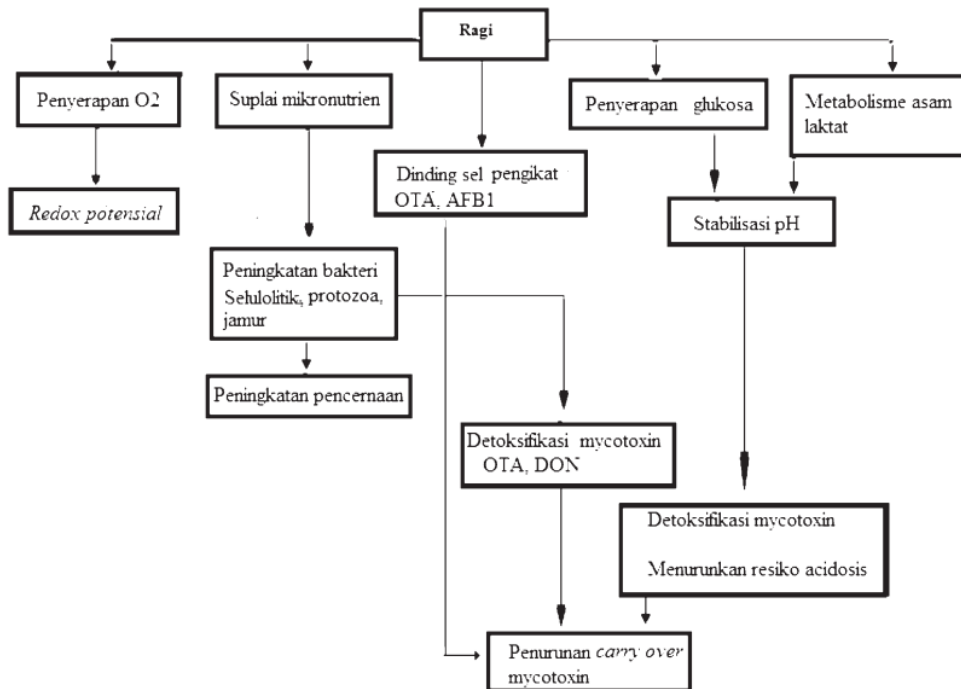 Ragi
Penyerapan O2
Suplai mikronutrien
Penyerapan glukosa
Metabolisme asam
laktat
Dinding sel pengikat
OTA, AFB1
Redox potensial
Stabilisasi pH
Peningkatan bakteri
Selulolitik, protozoa,
jamur
Peningkatan pencernaan
Detoksifikasi mycotoxin
OTA, DON
Detoksifikasi mycotoxin
Menurunkan resiko acidosis
Penurunan carry over
mycotoxin